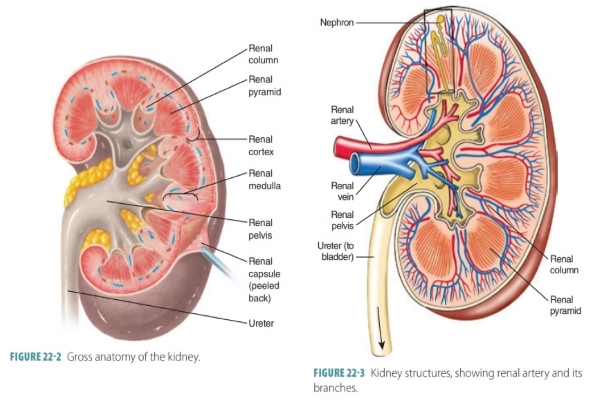 Renal
column
Renal
pyramid
Renal
cortex
Renal
medulla
Renal
pelvis
Renal
capsule
(peeled
back)
Ureter
FIGURE 22-2 Gross anatomy of the kidney.
Nephron
Renal
artery
Renal
vein
Renal
pelvis
Ureter (to
bladder)
Renal
column
Renal
pyramid
FIGURE 22-3 Kidney structures, showing renal artery and its
branches.